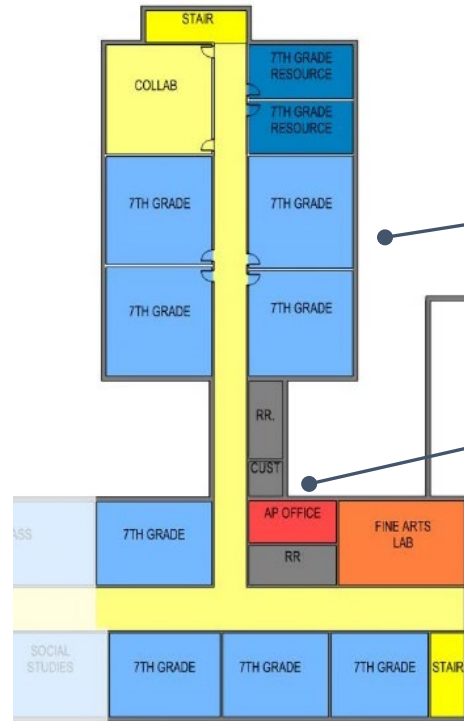 STAIR
COLLAB
7TH GRADE
RESOURCE
7TH GRADE
RESOURCE
7TH GRADE
7TH GRADE
7TH GRADE
7TH GRADE
RR.
CUST
ASS
7TH GRADE
AP OFFICE
RR
FINE ARTS
LAB
SOCIAL
STUDIES
7TH GRADE
7TH GRADE
7TH GRADE
STAIR